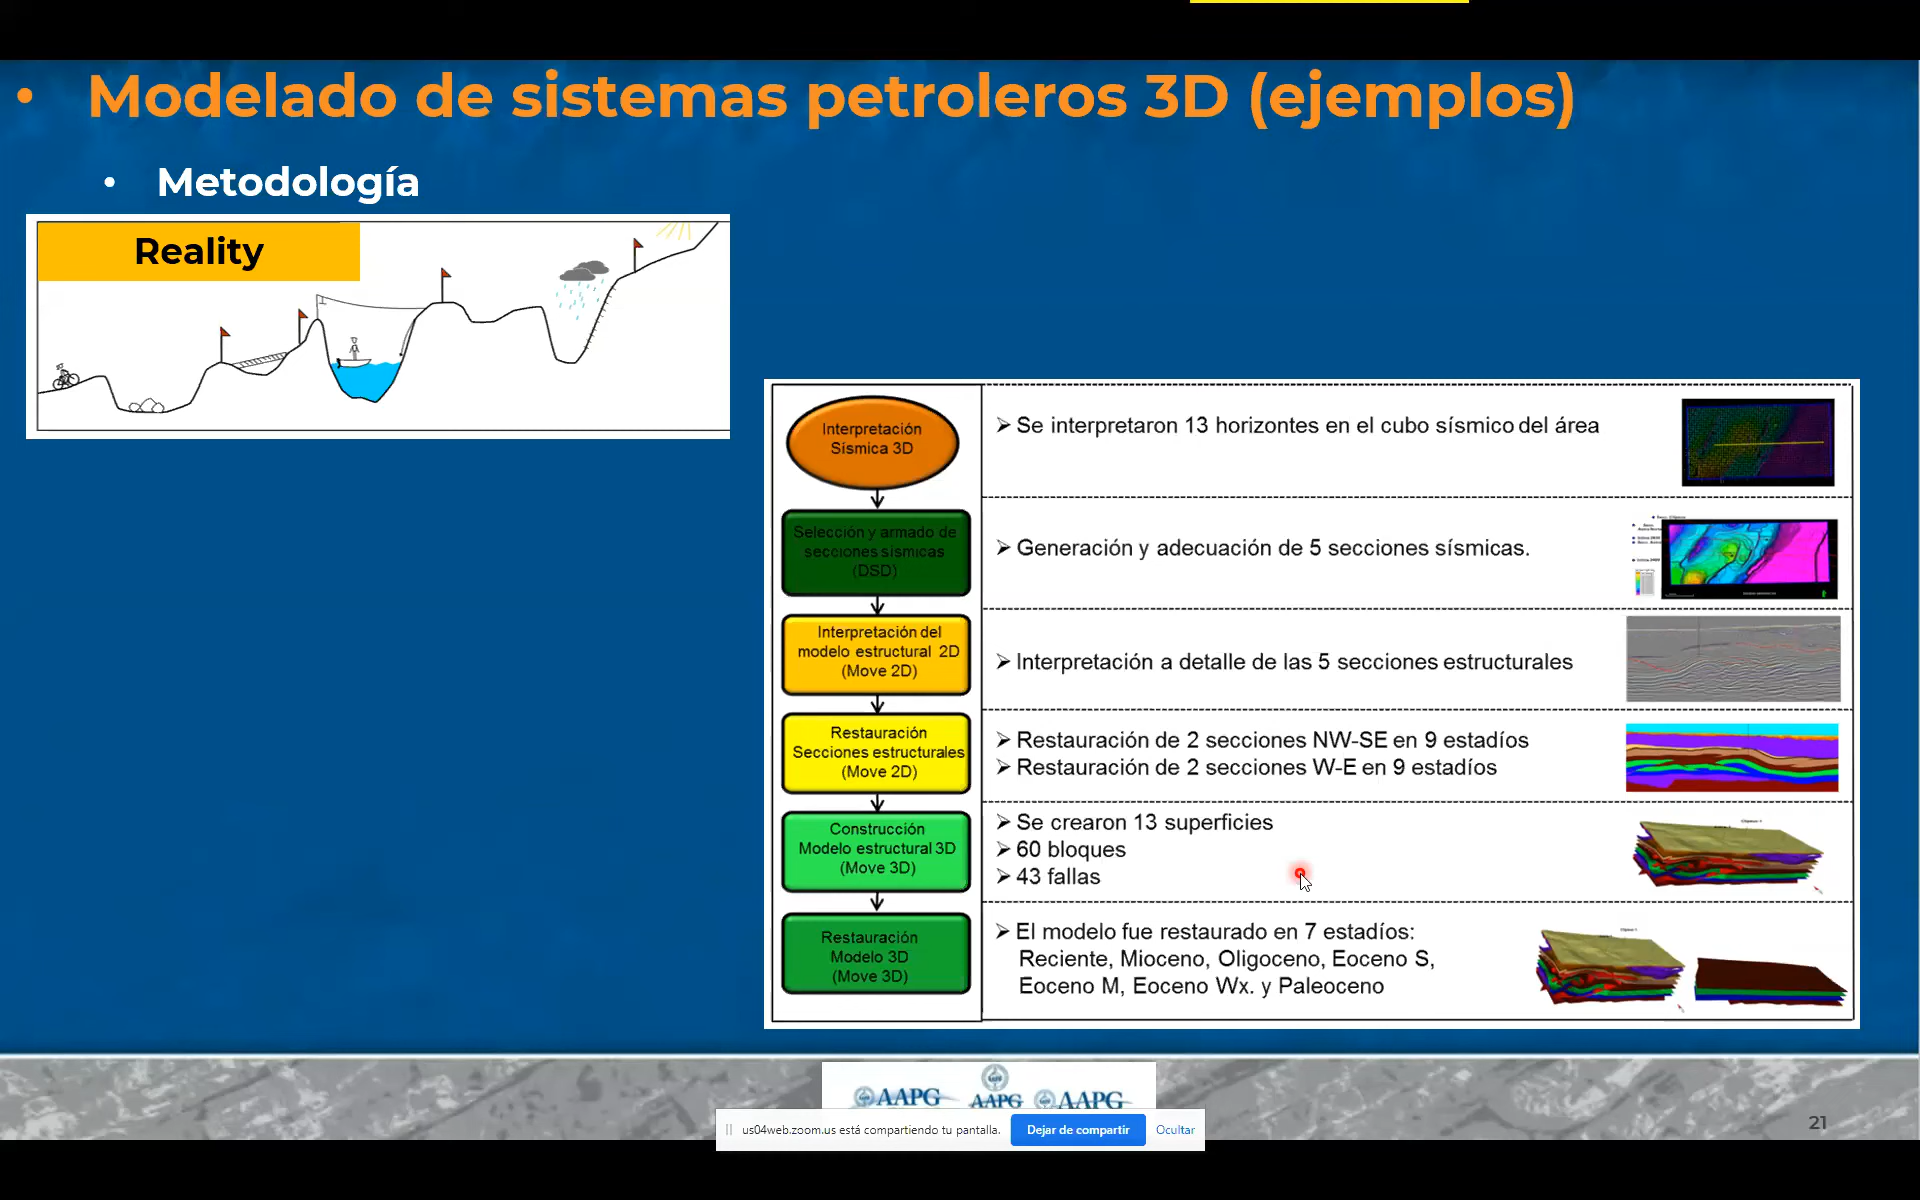 • Modelado de sistemas petroleros 3D (ejemplos)
• Metodología
Reality
Interpretación
Sísmica 3D
➢ Se interpretaron 13 horizontes en el cubo sísmico del área
Selección y armado de
secciones sísmicas
(DSD)
➢ Generación y adecuación de 5 secciones sísmicas.
Interpretación del
modelo estructural 2D
(Move 2D)
➢ Interpretación a detalle de las 5 secciones estructurales
Restauración
Secciones estructurales
(Move 2D)
➢ Restauración de 2 secciones NW-SE en 9 estadíos
➢ Restauración de 2 secciones W-E en 9 estadíos
Construcción
Modelo estructural 3D
(Move 3D)
➢ Se crearon 13 superficies
➢ 60 bloques
➢ 43 fallas
Restauración
Modelo 3D
(Move 3D)
➢ El modelo fue restaurado en 7 estadíos:
Reciente, Mioceno, Oligoceno, Eoceno S,
Eoceno M, Eoceno Wx. y Paleoceno
AAPG AAPG AAPG
us04web.zoom.us está compartiendo tu pantalla. Dejar de compartir Ocultar
21